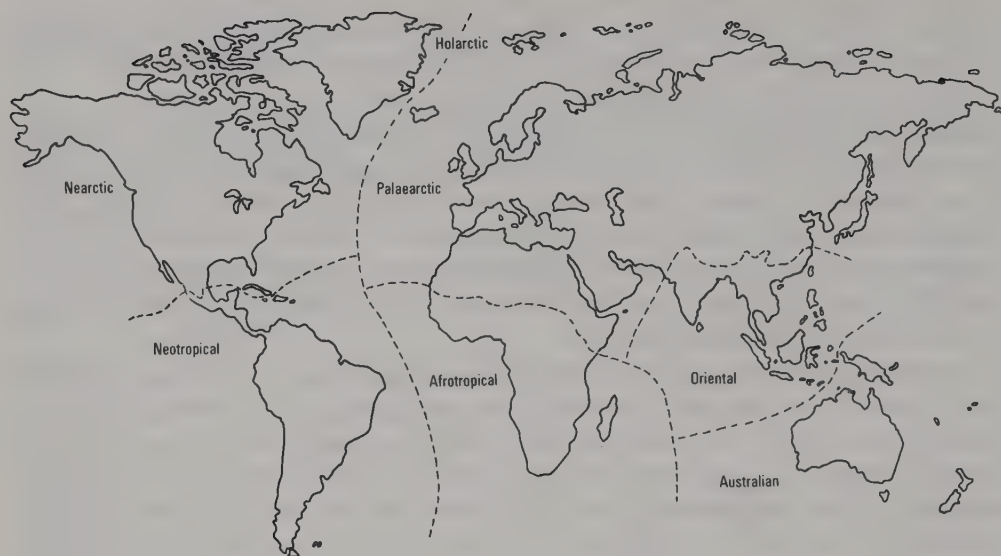 Holarctic
Nearctic
Palaearctic
Neotropical
Afrotropical
Oriental
Australian